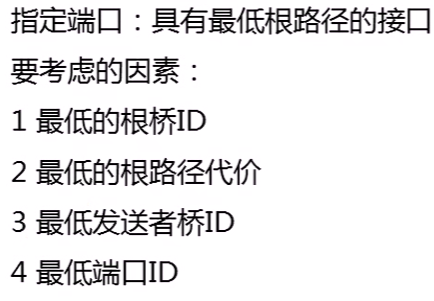 指定端口：具有最低根路径的接口
要考虑的因素：
1 最低的根桥ID
2 最低的根路径代价
3 最低发送者桥ID
4 最低端口ID